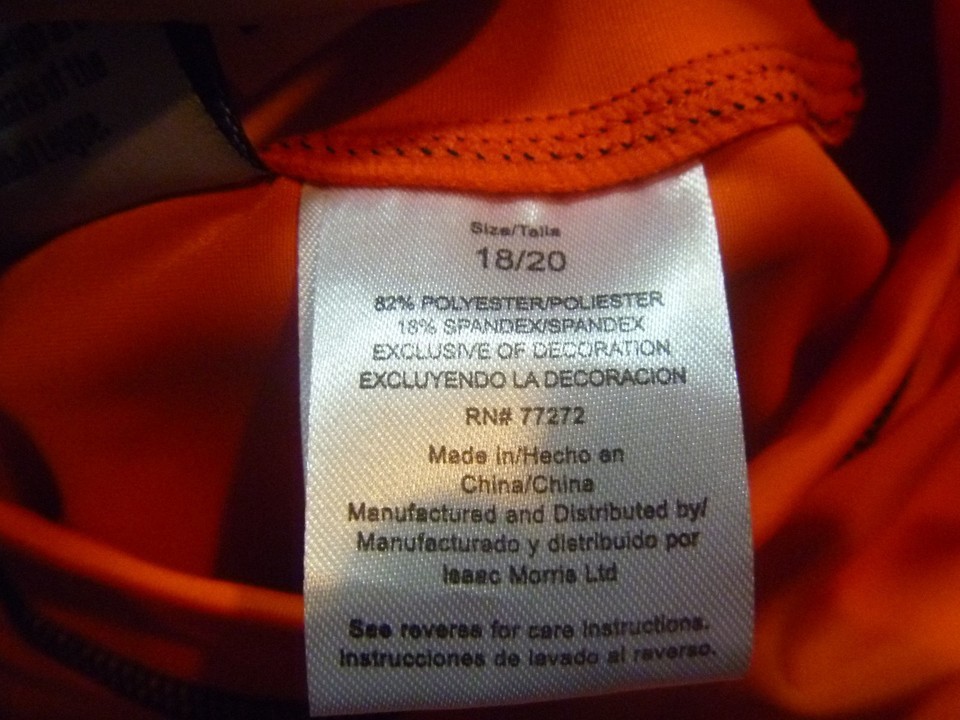 of the
Size/Talla
18/20
82% POLYESTER/POLIESTER
18% SPANDEX/SPANDEX
EXCLUSIVE OF DECORATION
EXCLUYENDO LA DECORACION
RN# 77272
Made in/Hecho en
China/China
Manufactured and Distributed by/
Manufacturado y distribuido por
Isaac Morris Ltd
See reverse for care instructions.
Instrucciones de lavado al reverso.